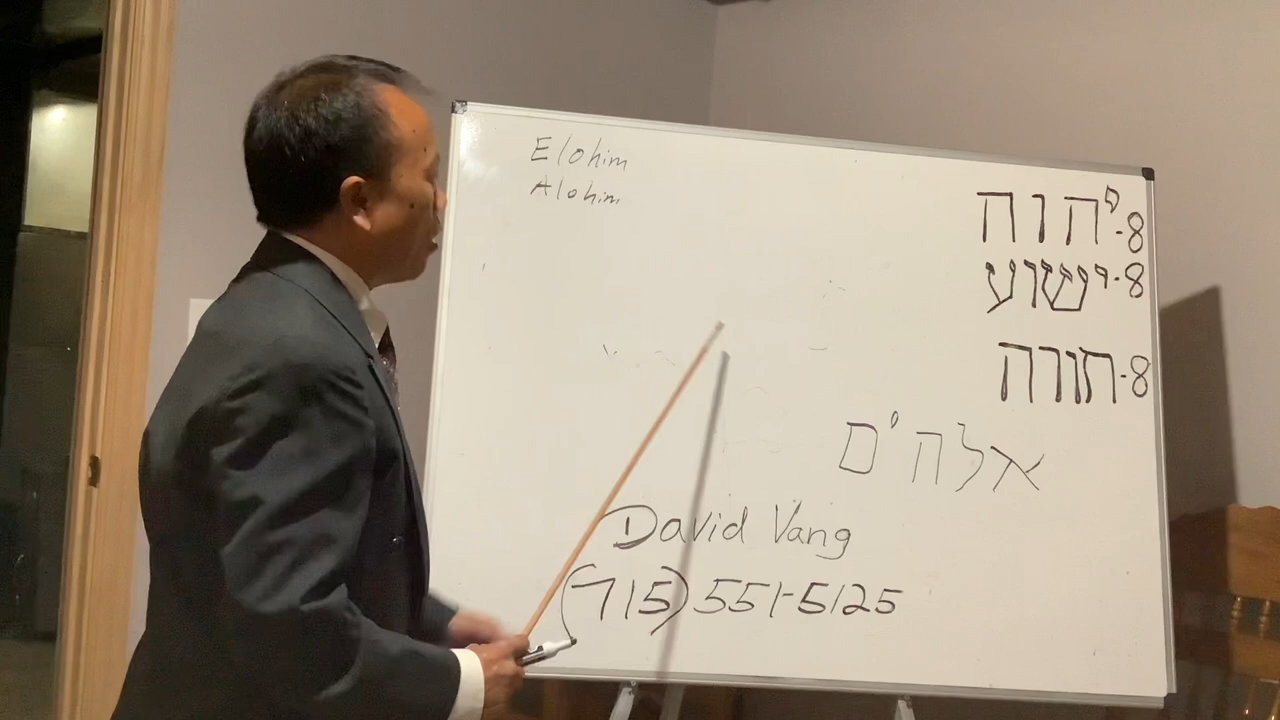 Elohim
Alohim
8-יהוה
8-ישוע
8-תורה
אלהים
David Vang
(715) 551-5125